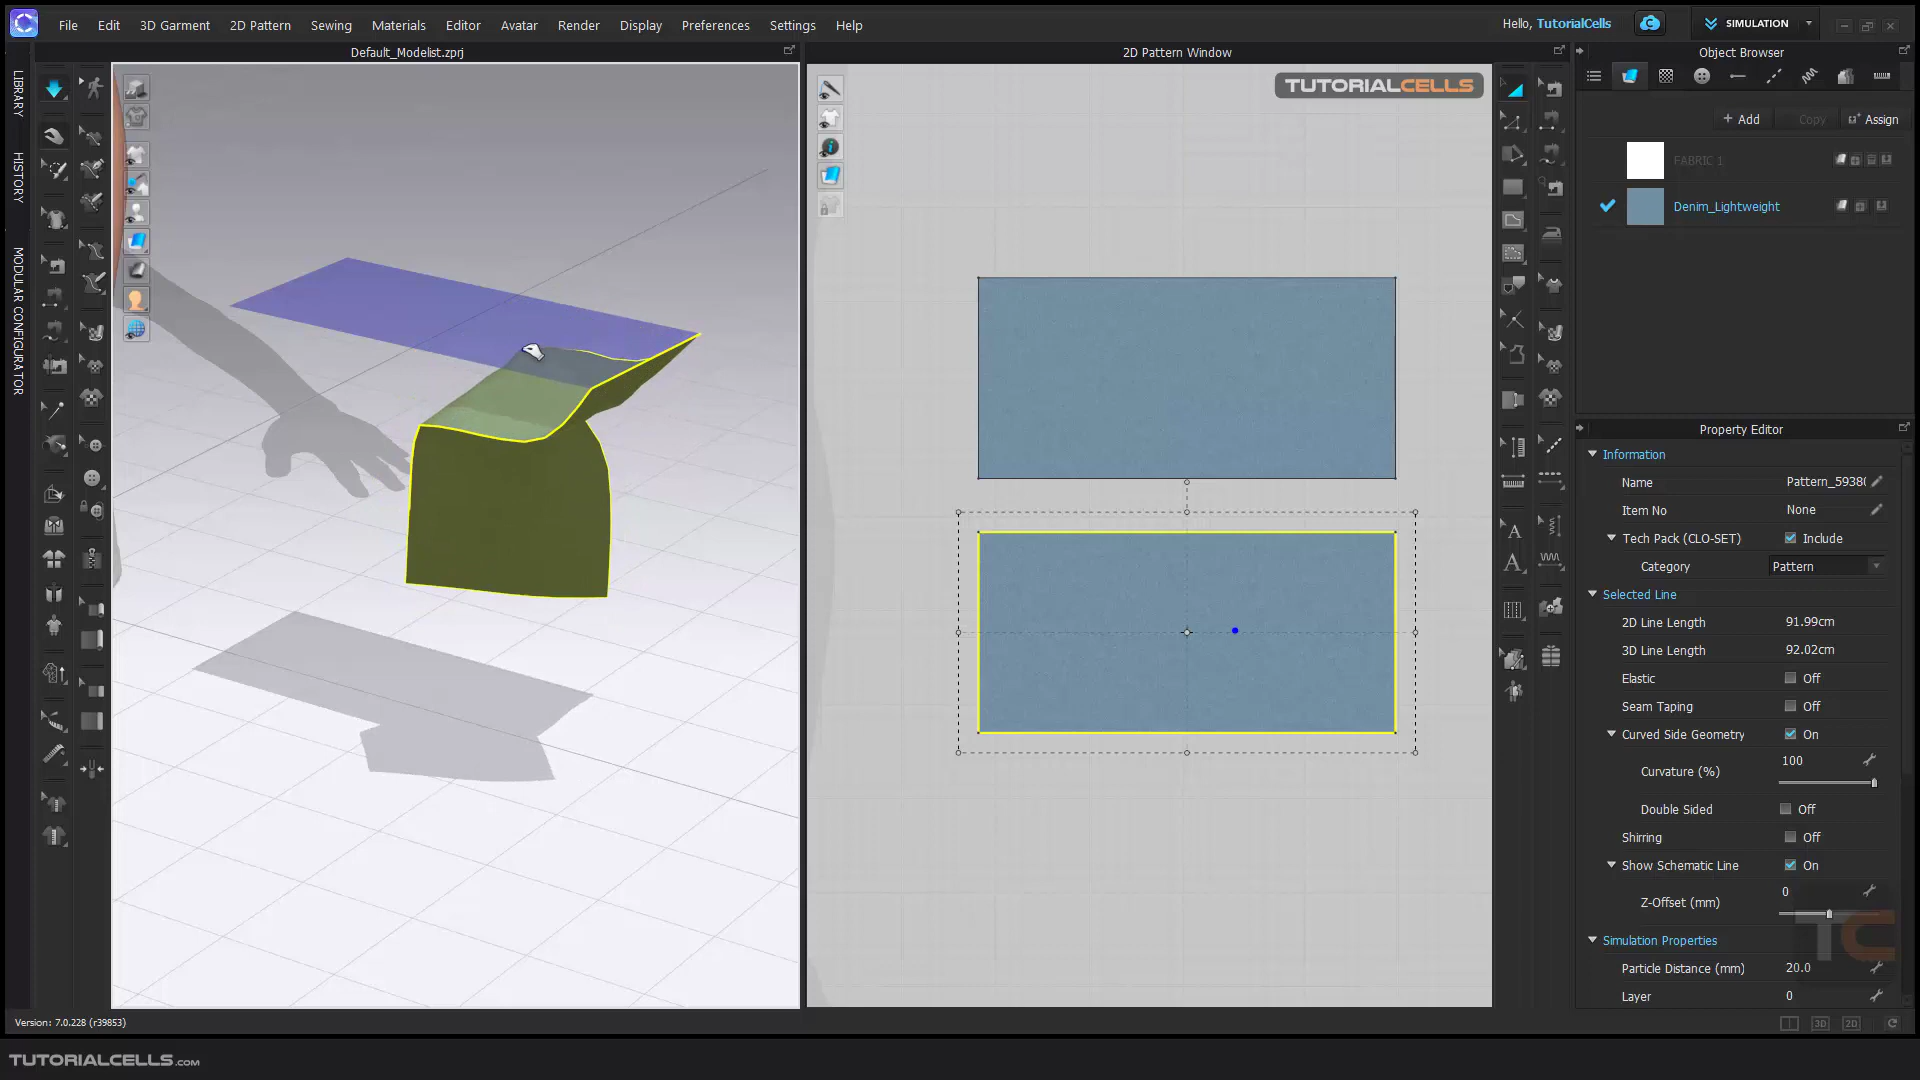 File Edit 3D Garment 2D Pattern Sewing Materials Editor Avatar Render Display Preferences Settings Help
Hello, TutorialCells
SIMULATION
Default_Modelist.zprj
2D Pattern Window
Object Browser
LIBRARY
HISTORY
MODULAR CONFIGURATOR
TUTORIALCELLS
+ Add
Copy
Assign
FABRIC 1
Denim_Lightweight
Property Editor
Information
Name Pattern_5938
Item No None
Tech Pack (CLO-SET) Include
Category Pattern
Selected Line
2D Line Length 91.99cm
3D Line Length 92.02cm
Elastic Off
Seam Taping Off
Curved Side Geometry On
Curvature (%) 100
Double Sided Off
Shirring Off
Show Schematic Line On
Z-Offset (mm) 0
TC
Simulation Properties
Particle Distance (mm) 20.0
Layer 0
Version: 7.0.228 (r39853)
3D 2D
TUTORIALCELLS.com